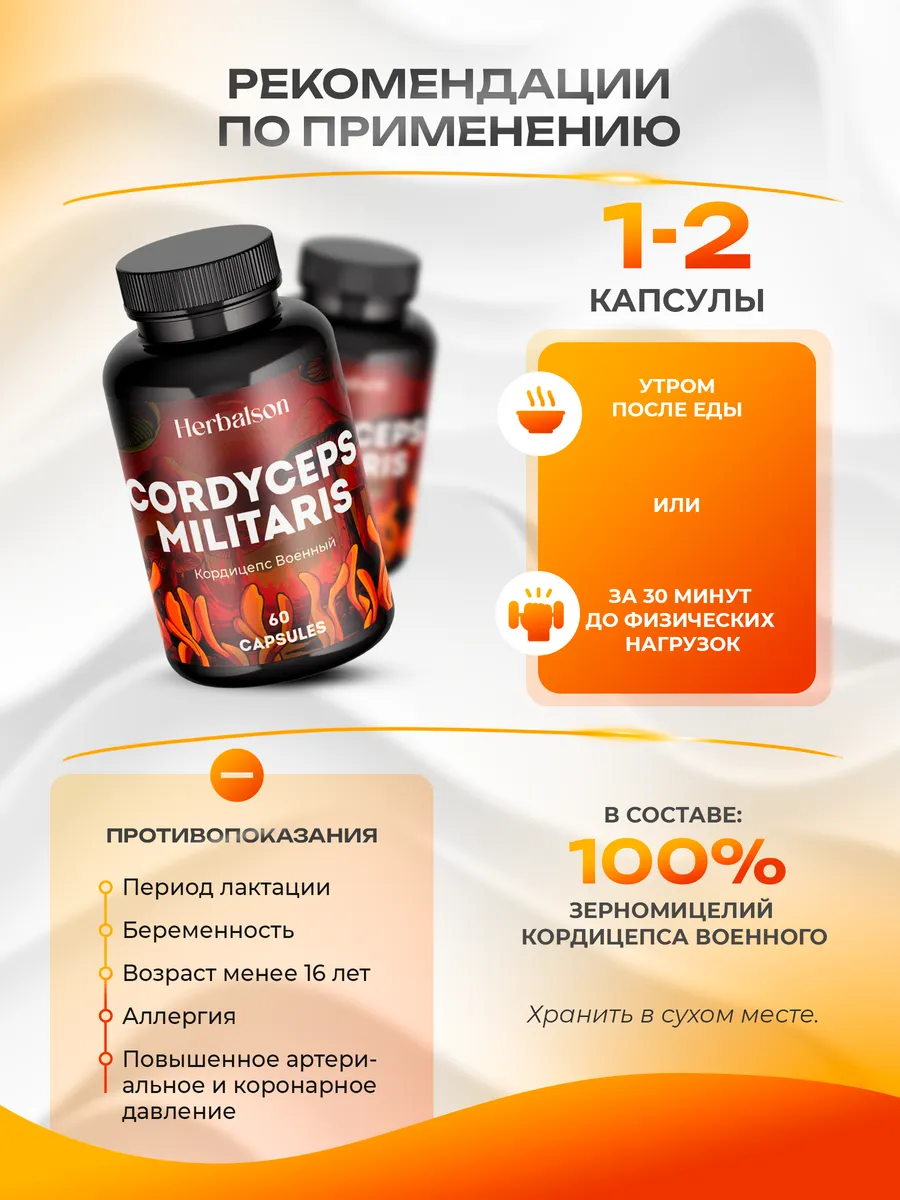 РЕКОМЕНДАЦИИ
ПО ПРИМЕНЕНИЮ
1-2
КАПСУЛЫ
УТРОМ
ПОСЛЕ ЕДЫ
ИЛИ
ЗА 30 МИНУТ
ДО ФИЗИЧЕСКИХ
НАГРУЗОК
Herbalson
CORDYCEPS
MILITARIS
Кордицепс Военный
60
CAPSULES
CEPS
RIS
ПРОТИВОПОКАЗАНИЯ
Период лактации
Беременность
Возраст менее 16 лет
Аллергия
Повышенное артери-
альное и коронарное
давление
В СОСТАВЕ:
100%
ЗЕРНОМИЦЕЛИЙ
КОРДИЦЕПСА ВОЕННОГО
Хранить в сухом месте.